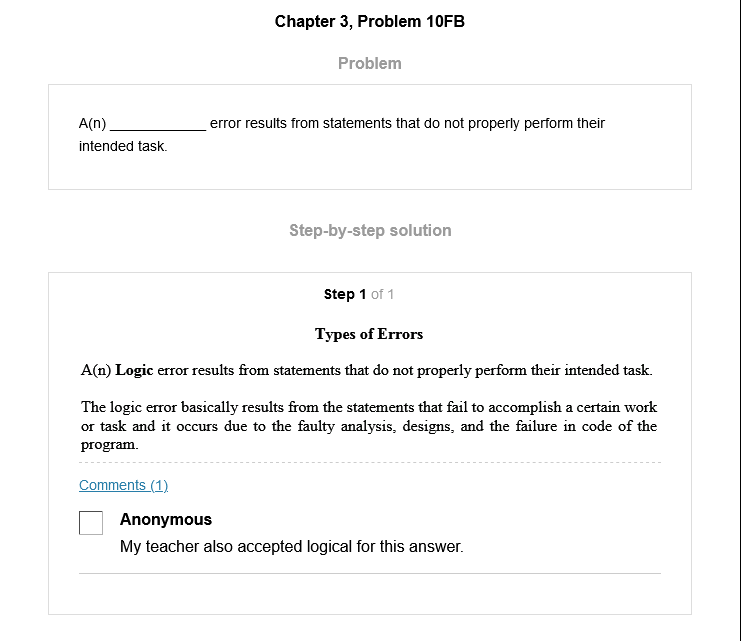 Chapter 3, Problem 10FB
Problem
A(n) ____________ error results from statements that do not properly perform their
intended task.
Step-by-step solution
Step 1 of 1
Types of Errors
A(n) Logic error results from statements that do not properly perform their intended task.
The logic error basically results from the statements that fail to accomplish a certain work
or task and it occurs due to the faulty analysis, designs, and the failure in code of the
program.
Comments (1)
Anonymous
My teacher also accepted logical for this answer.